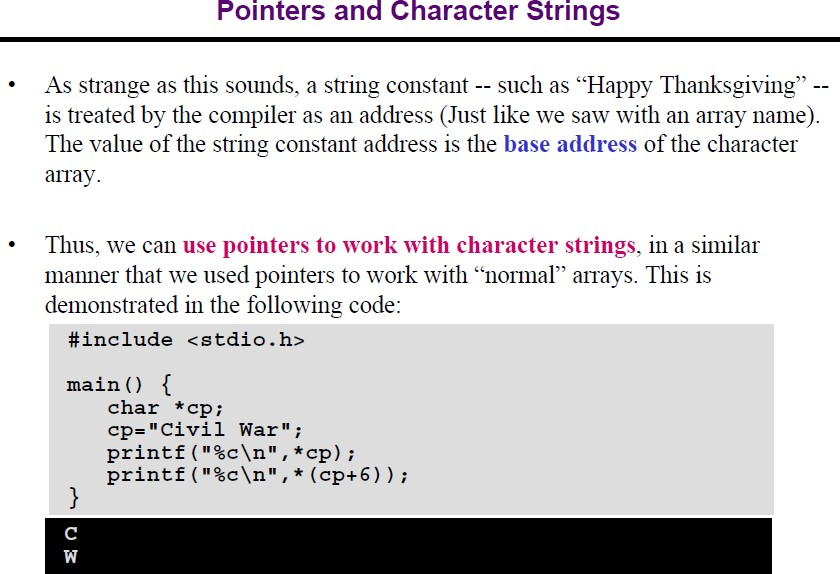 Pointers and Character Strings
• As strange as this sounds, a string constant -- such as “Happy Thanksgiving” --
is treated by the compiler as an address (Just like we saw with an array name).
The value of the string constant address is the base address of the character
array.
• Thus, we can use pointers to work with character strings, in a similar
manner that we used pointers to work with “normal” arrays. This is
demonstrated in the following code:
#include <stdio.h>
main() {
char *cp;
cp="Civil War";
printf("%c\n",*cp);
printf("%c\n",*(cp+6));
}
C
W